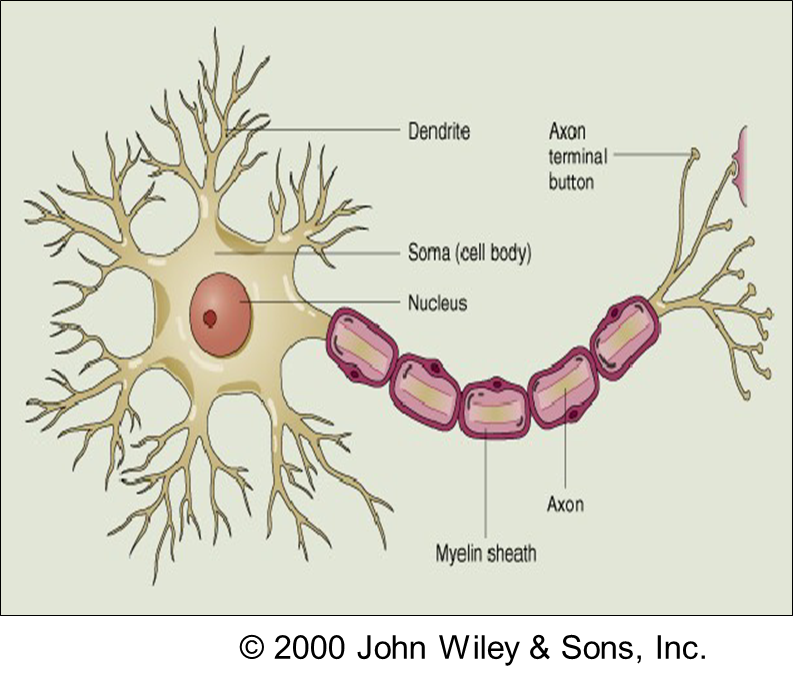 Dendrite
Axon
terminal
button
Soma (cell body)
Nucleus
Axon
Myelin sheath
© 2000 John Wiley & Sons, Inc.